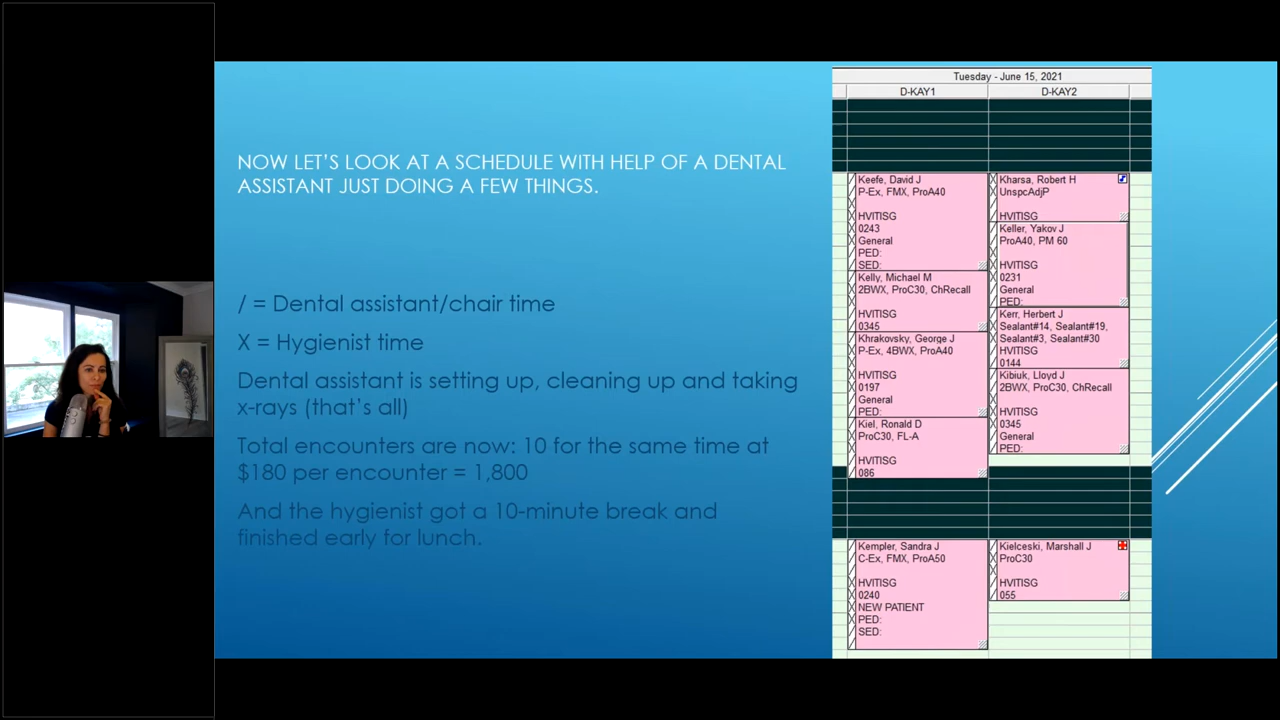 NOW LET'S LOOK AT A SCHEDULE WITH HELP OF A DENTAL
ASSISTANT JUST DOING A FEW THINGS.
/ = Dental assistant/chair time
X = Hygienist time
Dental assistant is setting up, cleaning up and taking
x-rays (that's all)
Total encounters are now: 10 for the same time at
$180 per encounter = 1,800
And the hygienist got a 10-minute break and
finished early for lunch.
Tuesday - June 15, 2021
D-KAY1
Keefe, David J
P-Ex, FMX, ProA40
HVITISG
0243
General
PED:
SED:
Kelly, Michael M
2BWX, ProC30, ChRecall
HVITISG
0345
Khrakovsky, George J
P-Ex, 4BWX, ProA40
HVITISG
0197
General
PED:
Kiel, Ronald D
ProC30, FL-A
HVITISG
086
Kempler, Sandra J
C-Ex, FMX, ProA50
HVITISG
0240
NEW PATIENT
PED:
SED:
D-KAY2
Kharsa, Robert H
UnspcAdjP
HVITISG
Keller, Yakov J
ProA40, PM 60
HVITISG
0231
General
PED:
Kerr, Herbert J
Sealant#14, Sealant#19,
Sealant#3, Sealant#30
HVITISG
0144
Kibiuk, Lloyd J
2BWX, ProC30, ChRecall
HVITISG
0345
General
PED:
Kielceski, Marshall J
ProC30
HVITISG
055